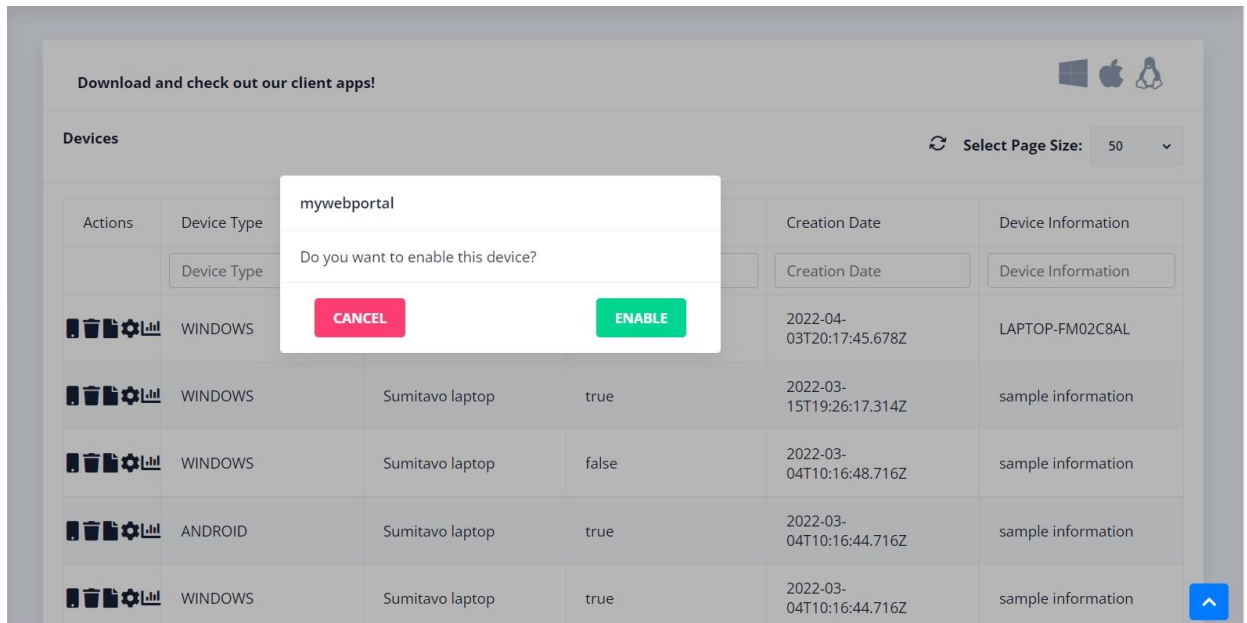 Download and check out our client apps!
Devices
Select Page Size: 50
mywebportal
Do you want to enable this device?
CANCEL ENABLE
Actions Device Type Creation Date Device Information
Device Type Creation Date Device Information
WINDOWS 2022-04-
03T20:17:45.678Z LAPTOP-FM02C8AL
WINDOWS Sumitavo laptop true 2022-03-
15T19:26:17.314Z sample information
WINDOWS Sumitavo laptop false 2022-03-
04T10:16:48.716Z sample information
ANDROID Sumitavo laptop true 2022-03-
04T10:16:44.716Z sample information
WINDOWS Sumitavo laptop true 2022-03-
04T10:16:44.716Z sample information